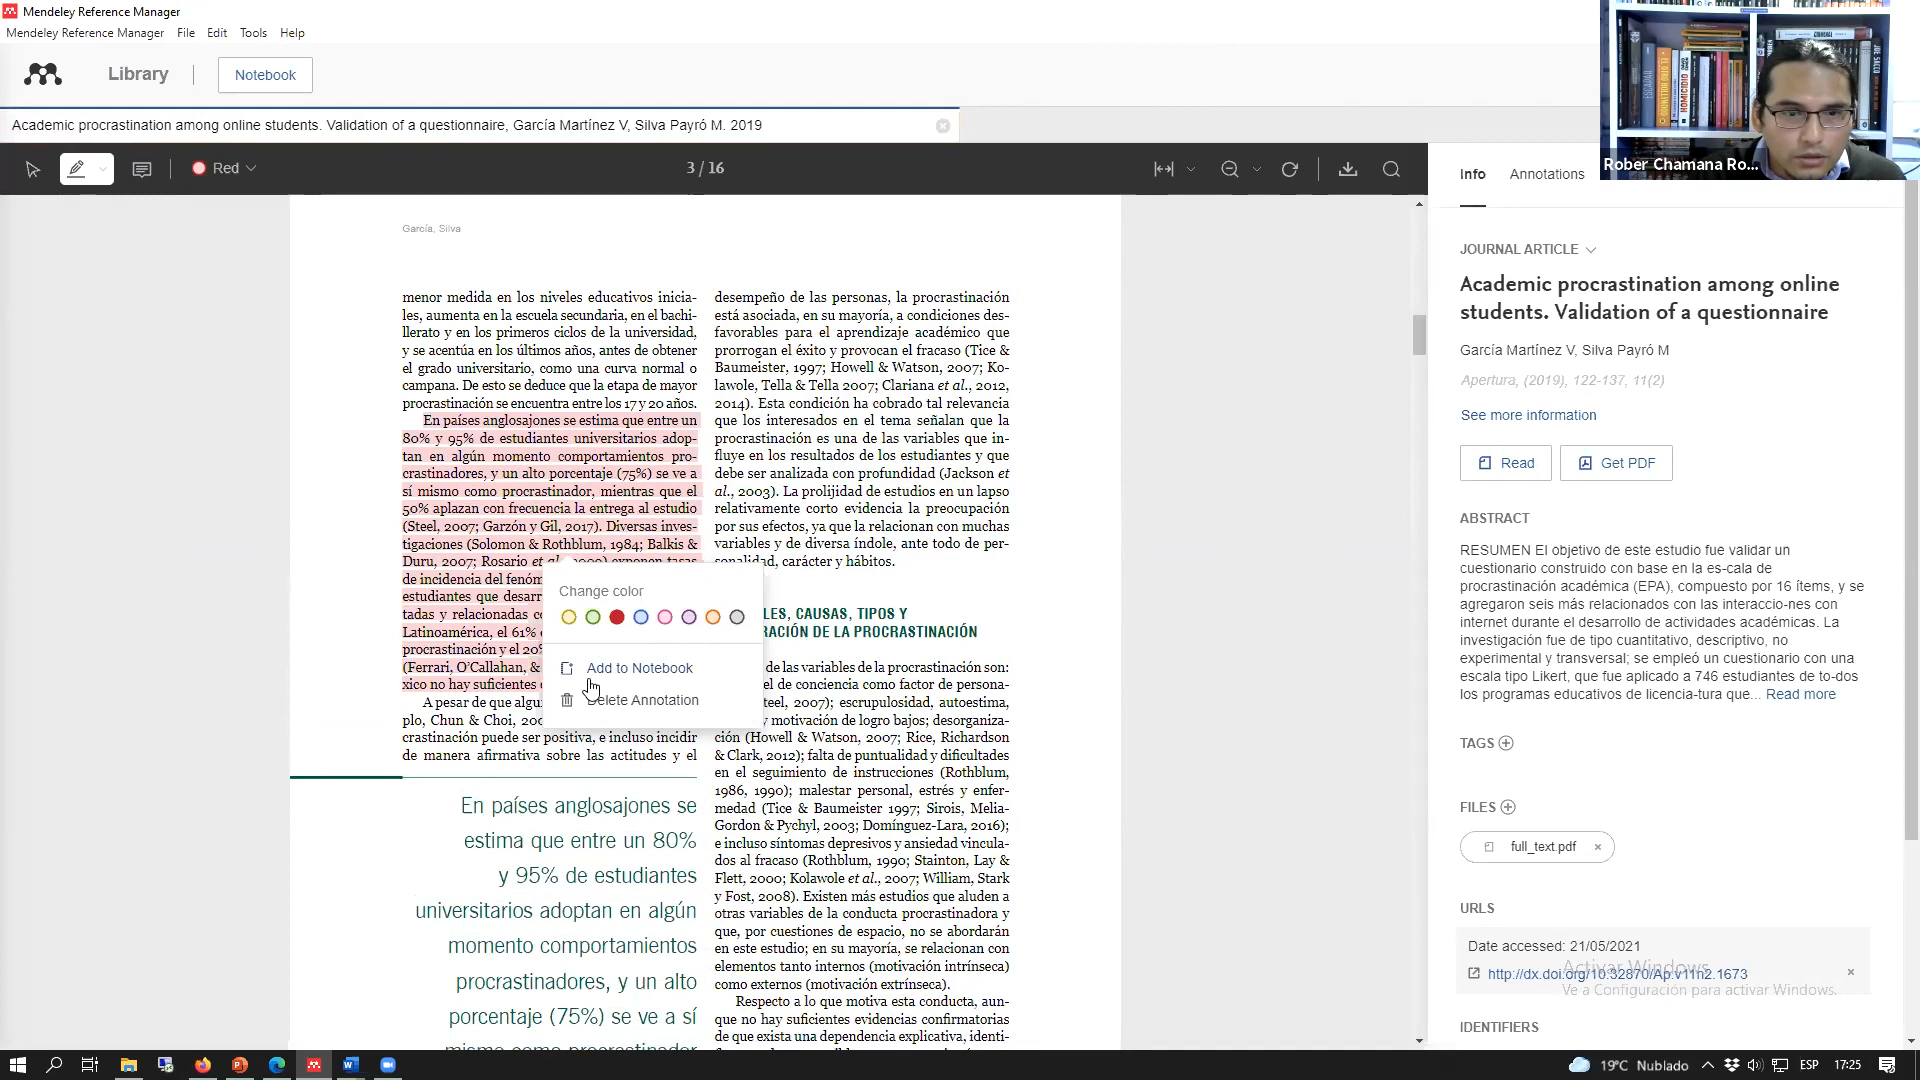 Mendeley Reference Manager
Mendeley Reference Manager File Edit Tools Help
Library
Notebook
Academic procrastination among online students. Validation of a questionnaire, García Martínez V, Silva Payró M. 2019
Red
3 / 16
García, Silva
menor medida en los niveles educativos inicia-
les, aumenta en la escuela secundaria, en el bachi-
llerato y en los primeros ciclos de la universidad,
y se acentúa en los últimos años, antes de obtener
el grado universitario, como una curva normal o
campana. De esto se deduce que la etapa de mayor
procrastinación se encuentra entre los 17 y 20 años.
En países anglosajones se estima que entre un
80% y 95% de estudiantes universitarios adop-
tan en algún momento comportamientos pro-
crastinadores, y un alto porcentaje (75%) se ve a
sí mismo como procrastinador, mientras que el
50% aplazan con frecuencia la entrega al estudio
(Steel, 2007; Garzón y Gil, 2017). Diversas inves-
tigaciones (Solomon & Rothblum, 1984; Balkis &
Duru, 2007; Rosario et al., 2009) exponen tasas
de incidencia del fenóm
estudiantes que desarr
tadas y relacionadas co
Latinoamérica, el 61%
procrastinación y el 20%
(Ferrari, O'Callahan, &
xico no hay suficientes
A pesar de que algu
plo, Chun & Choi, 200
crastinación puede ser positiva, e incluso incidir
de manera afirmativa sobre las actitudes y el
En países anglosajones se
estima que entre un 80%
y 95% de estudiantes
universitarios adoptan en algún
momento comportamientos
procrastinadores, y un alto
porcentaje (75%) se ve a sí
mismo como procrastinador
Change color
Add to Notebook
Delete Annotation
desempeño de las personas, la procrastinación
está asociada, en su mayoría, a condiciones des-
favorables para el aprendizaje académico que
prorrogan el éxito y provocan el fracaso (Tice &
Baumeister, 1997; Howell & Watson, 2007; Ko-
lawole, Tella & Tella 2007; Clariana et al., 2012,
2014). Esta condición ha cobrado tal relevancia
que los interesados en el tema señalan que la
procrastinación es una de las variables que in-
fluye en los resultados de los estudiantes y que
debe ser analizada con profundidad (Jackson et
al., 2003). La prolijidad de estudios en un lapso
relativamente corto evidencia la preocupación
por sus efectos, ya que la relacionan con muchas
variables y de diversa índole, ante todo de per-
sonalidad, carácter y hábitos.
LES, CAUSAS, TIPOS Y
RACIÓN DE LA PROCRASTINACIÓN
de las variables de la procrastinación son:
el de conciencia como factor de persona-
teel, 2007); escrupulosidad, autoestima,
y motivación de logro bajos; desorganiza-
ción (Howell & Watson, 2007; Rice, Richardson
& Clark, 2012); falta de puntualidad y dificultades
en el seguimiento de instrucciones (Rothblum,
1986, 1990); malestar personal, estrés y enfer-
medad (Tice & Baumeister 1997; Sirois, Melia-
Gordon & Pychyl, 2003; Domínguez-Lara, 2016);
e incluso síntomas depresivos y ansiedad vincula-
dos al fracaso (Rothblum, 1990; Stainton, Lay &
Flett, 2000; Kolawole et al., 2007; William, Stark
y Fost, 2008). Existen más estudios que aluden a
otras variables de la conducta procrastinadora y
que, por cuestiones de espacio, no se abordarán
en este estudio; en su mayoría, se relacionan con
elementos tanto internos (motivación intrínseca)
como externos (motivación extrínseca).
Respecto a lo que motiva esta conducta, aun-
que no hay suficientes evidencias confirmatorias
de que exista una dependencia explicativa, identi-
Rober Chamana Ro...
HOMICIDIO
Info Annotations
JOURNAL ARTICLE
Academic procrastination among online
students. Validation of a questionnaire
García Martínez V, Silva Payró M
Apertura, (2019), 122-137, 11(2)
See more information
Read
Get PDF
ABSTRACT
RESUMEN El objetivo de este estudio fue validar un
cuestionario construido con base en la es-cala de
procrastinación académica (EPA), compuesto por 16 ítems, y se
agregaron seis más relacionados con las interaccio-nes con
internet durante el desarrollo de actividades académicas. La
investigación fue de tipo cuantitativo, descriptivo, no
experimental y transversal; se empleó un cuestionario con una
escala tipo Likert, que fue aplicado a 746 estudiantes de to-dos
los programas educativos de licencia-tura que... Read more
TAGS
FILES
full_text.pdf
URLS
Date accessed: 21/05/2021
http://dx.doi.org/10.32870/Ap.v11n2.1673
Activar Windows
Ve a Configuración para activar Windows.
IDENTIFIERS
19°C Nublado
ESP
17:25